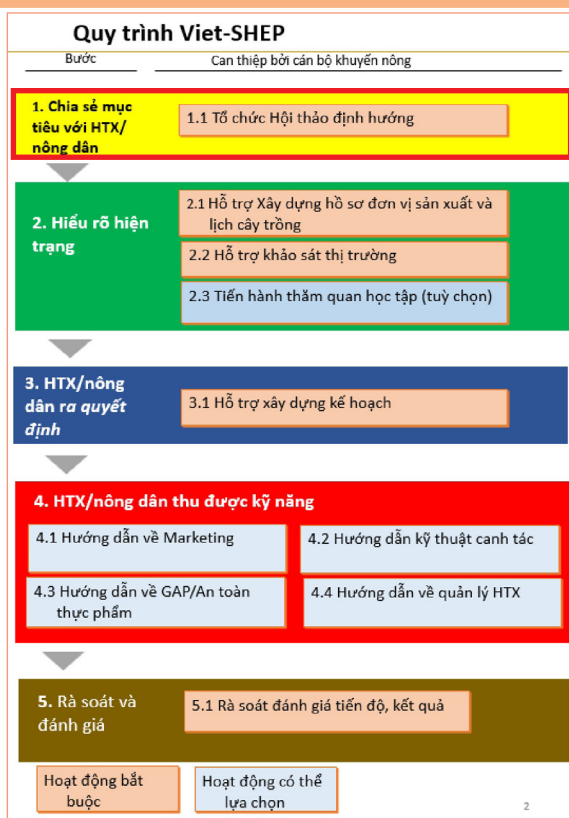 Quy trình Viet-SHEP
Bước
Can thiệp bởi cán bộ khuyến nông
1. Chia sẻ mục
tiêu với HTX/
nông dân
1.1 Tổ chức Hội thảo định hướng
2. Hiểu rõ hiện
trạng
2.1 Hỗ trợ Xây dựng hồ sơ đơn vị sản xuất và
lịch cây trồng
2.2 Hỗ trợ khảo sát thị trường
2.3 Tiến hành thăm quan học tập (tuỳ chọn)
3. HTX/nông
dân ra quyết
định
3.1 Hỗ trợ xây dựng kế hoạch
4. HTX/nông dân thu được kỹ năng
4.1 Hướng dẫn về Marketing
4.2 Hướng dẫn kỹ thuật canh tác
4.3 Hướng dẫn về GAP/An toàn
thực phẩm
4.4 Hướng dẫn về quản lý HTX
5. Rà soát và
đánh giá
5.1 Rà soát đánh giá tiến độ, kết quả
Hoạt động bắt
buộc
Hoạt động có thể
lựa chọn
2